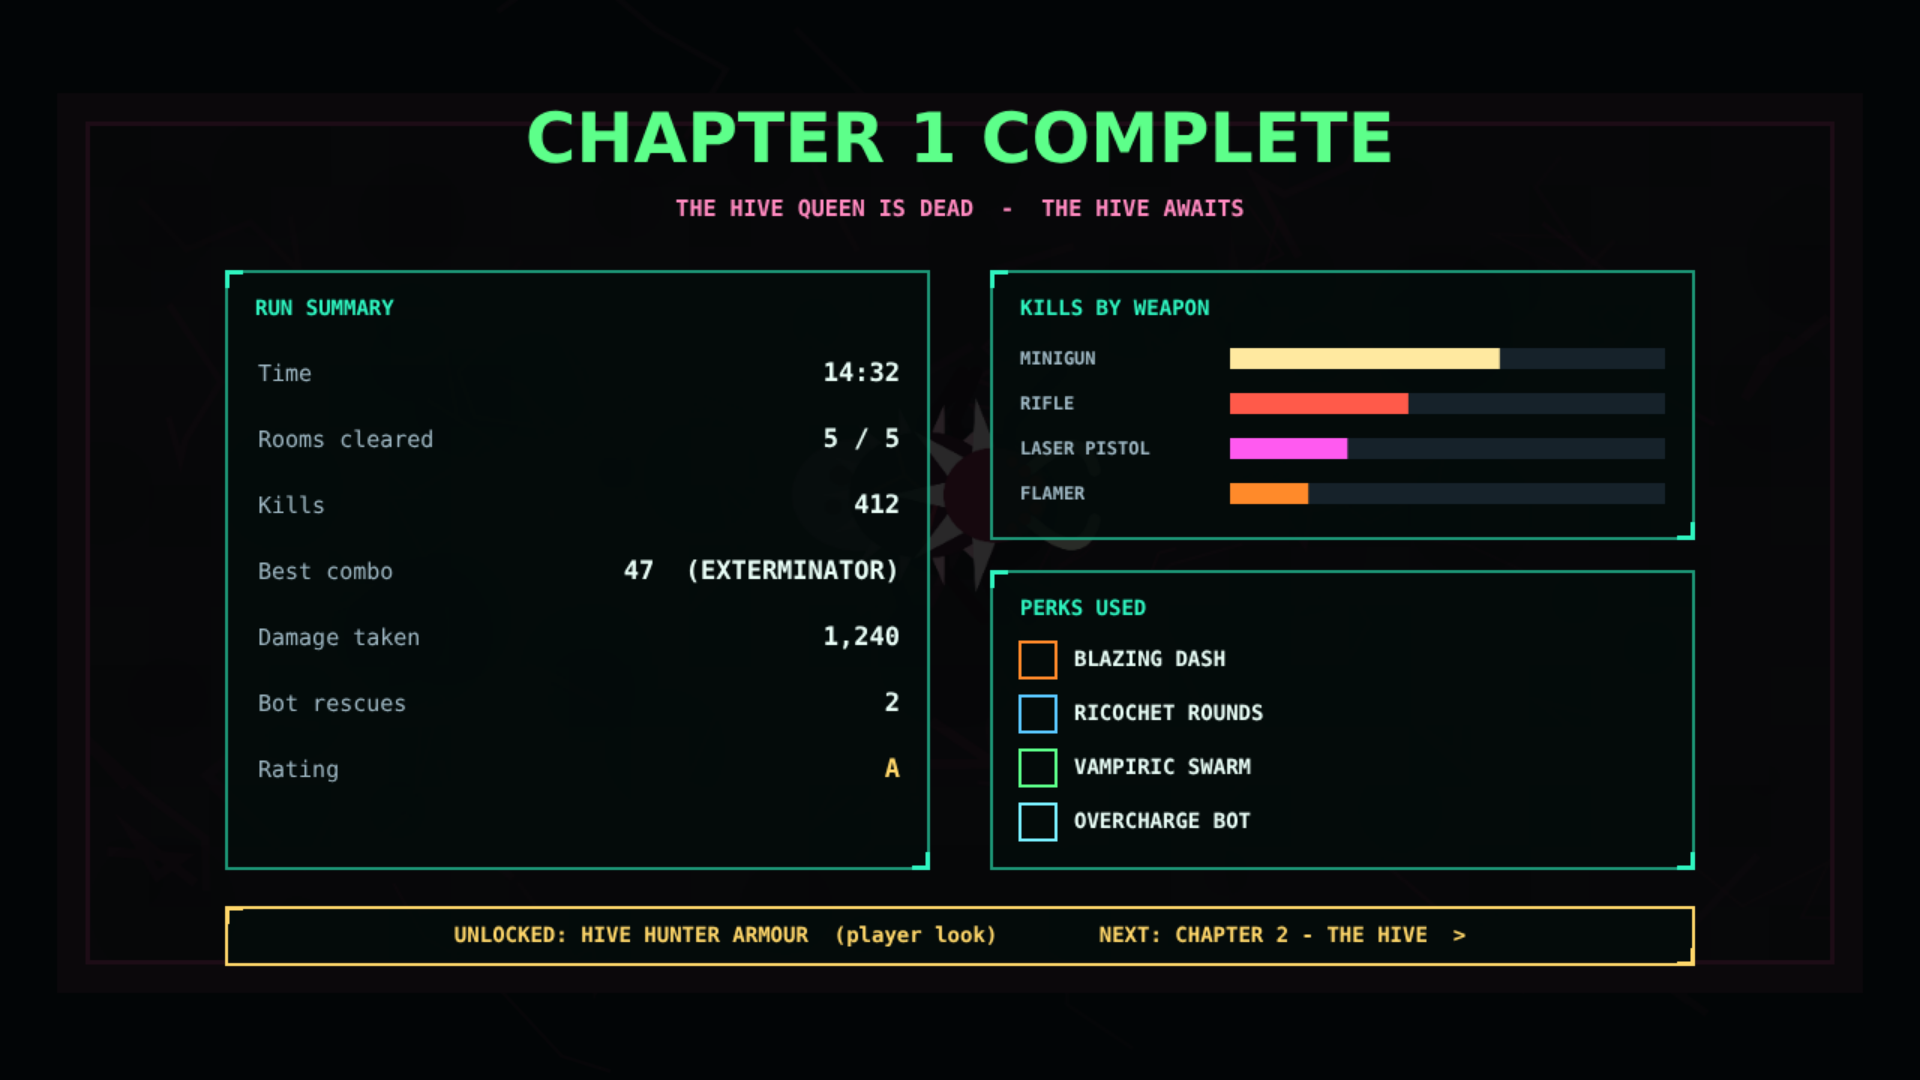 CHAPTER 1 COMPLETE
THE HIVE QUEEN IS DEAD - THE HIVE AWAITS
RUN SUMMARY
Time 14:32
Rooms cleared 5 / 5
Kills 412
Best combo 47 (EXTERMINATOR)
Damage taken 1,240
Bot rescues 2
Rating A
KILLS BY WEAPON
MINIGUN
RIFLE
LASER PISTOL
FLAMER
PERKS USED
BLAZING DASH
RICOCHET ROUNDS
VAMPIRIC SWARM
OVERCHARGE BOT
UNLOCKED: HIVE HUNTER ARMOUR (player look) NEXT: CHAPTER 2 - THE HIVE >